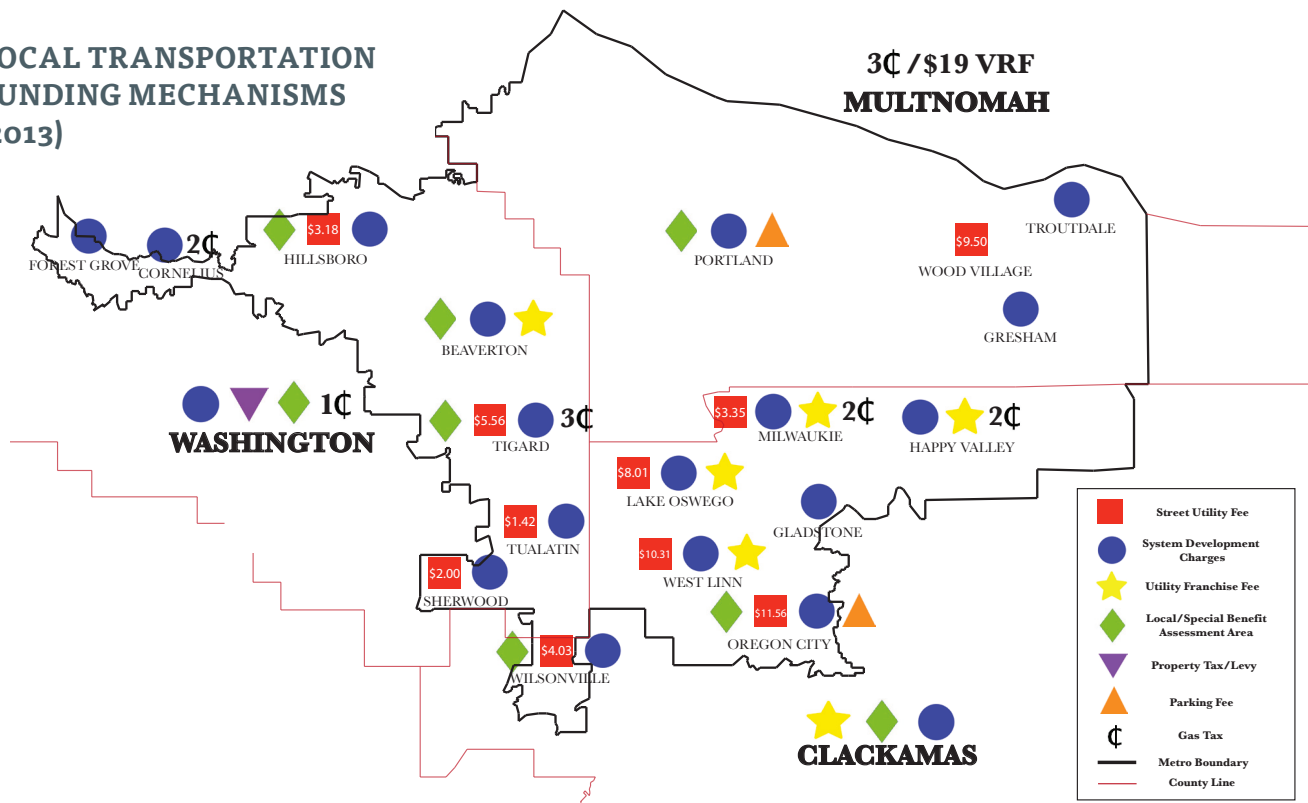 OCAL TRANSPORTATION
UNDING MECHANISMS
2013)
3₵ / $19 VRF
MULTNOMAH
TROUTDALE
FOREST GROVE
2₵
CORNELIUS
$3.18
HILLSBORO
PORTLAND
$9.50
WOOD VILLAGE
GRESHAM
BEAVERTON
1₵
WASHINGTON
$5.56
3₵
TIGARD
$3.35
2₵
MILWAUKIE
2₵
HAPPY VALLEY
$8.01
LAKE OSWEGO
GLADSTONE
$1.42
TUALATIN
$10.31
WEST LINN
$2.00
SHERWOOD
$11.56
OREGON CITY
$4.03
WILSONVILLE
CLACKAMAS
Street Utility Fee
System Development
Charges
Utility Franchise Fee
Local/Special Benefit
Assessment Area
Property Tax/Levy
Parking Fee
₵ Gas Tax
Metro Boundary
County Line